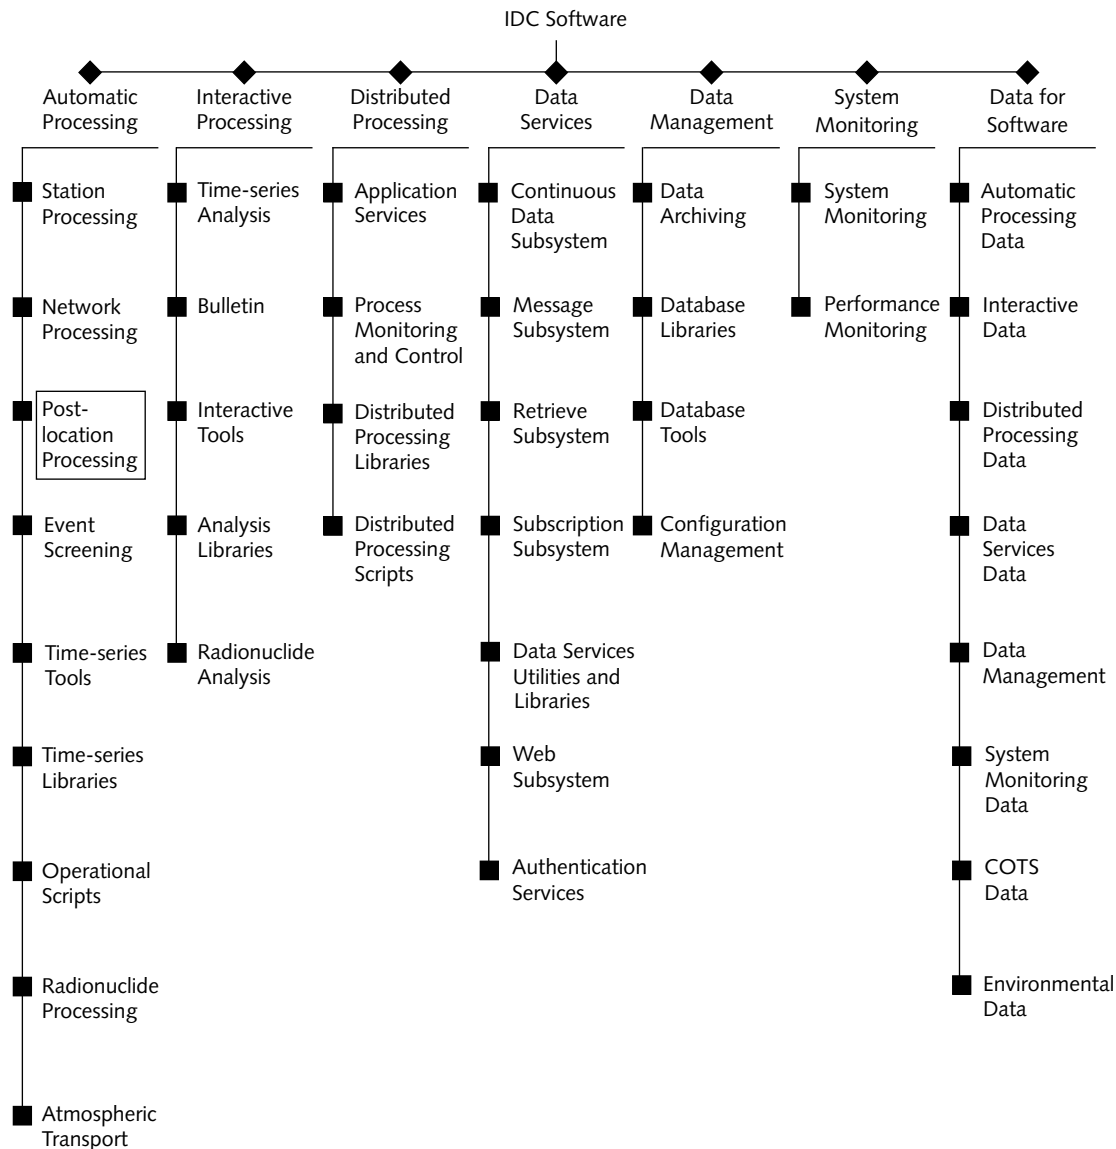 IDC Software
Automatic
Processing
Interactive
Processing
Distributed
Processing
Data
Services
Data
Management
System
Monitoring
Data for
Software
Station
Processing
Network
Processing
Post-
location
Processing
Event
Screening
Time-series
Tools
Time-series
Libraries
Operational
Scripts
Radionuclide
Processing
Atmospheric
Transport
Time-series
Analysis
Bulletin
Interactive
Tools
Analysis
Libraries
Radionuclide
Analysis
Application
Services
Process
Monitoring
and Control
Distributed
Processing
Libraries
Distributed
Processing
Scripts
Continuous
Data
Subsystem
Message
Subsystem
Retrieve
Subsystem
Subscription
Subsystem
Data Services
Utilities and
Libraries
Web
Subsystem
Authentication
Services
Data
Archiving
Database
Libraries
Database
Tools
Configuration
Management
System
Monitoring
Performance
Monitoring
Automatic
Processing
Data
Interactive
Data
Distributed
Processing
Data
Data
Services
Data
Data
Management
System
Monitoring
Data
COTS
Data
Environmental
Data